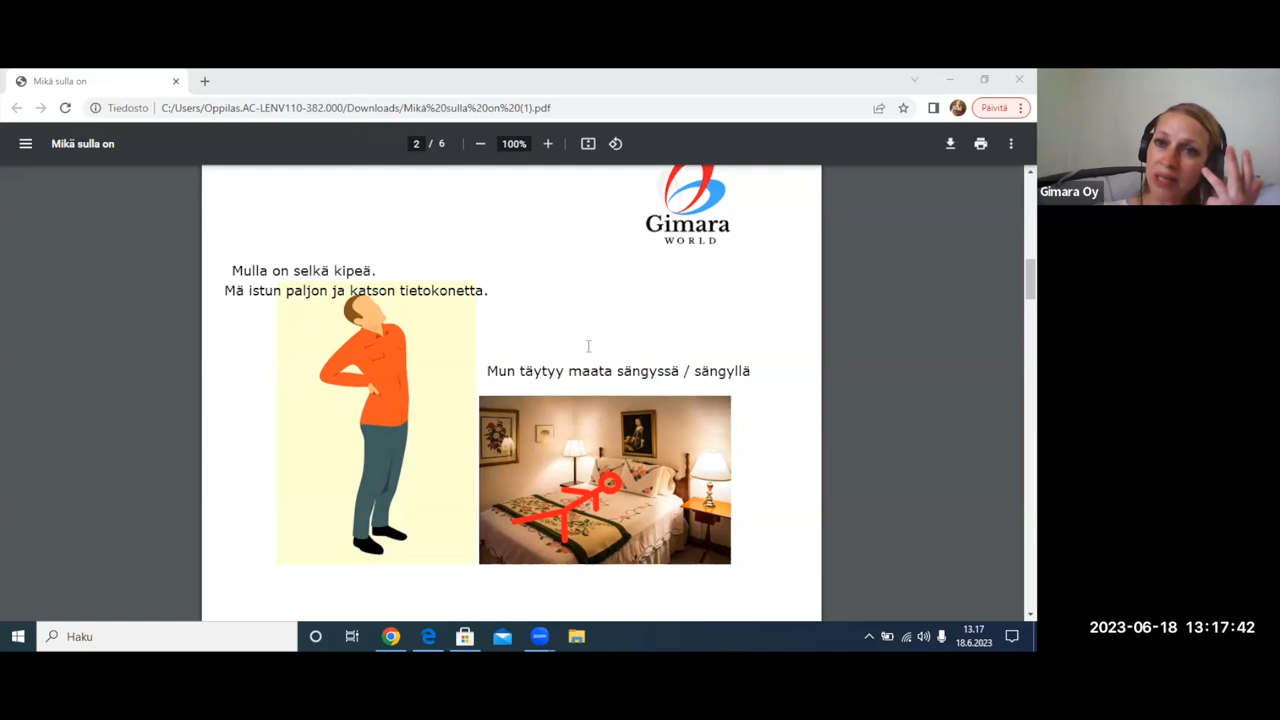 Mikä sulla on
Tiedosto C:/Users/Oppilas.AC-LENV110-382.000/Downloads/Mikä%20sulla%20on%20(1).pdf
Päivitä
Mikä sulla on
2 / 6
100%
Gimara
WORLD
Gimara Oy
Mulla on selkä kipeä.
Mä istun paljon ja katson tietokonetta.
Mun täytyy maata sängyssä / sängyllä
Haku
zoom
13.17
18.6.2023
2023-06-18 13:17:42